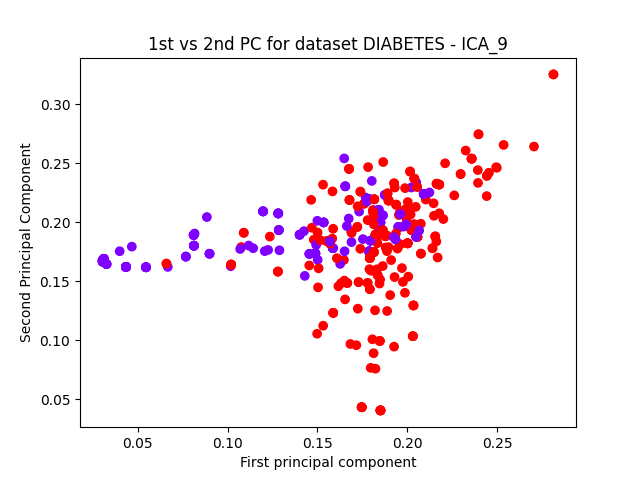 1st vs 2nd PC for dataset DIABETES - ICA_9
Second Principal Component
0.30
0.25
0.20
0.15
0.10
0.05
0.05 0.10 0.15 0.20 0.25
First principal component